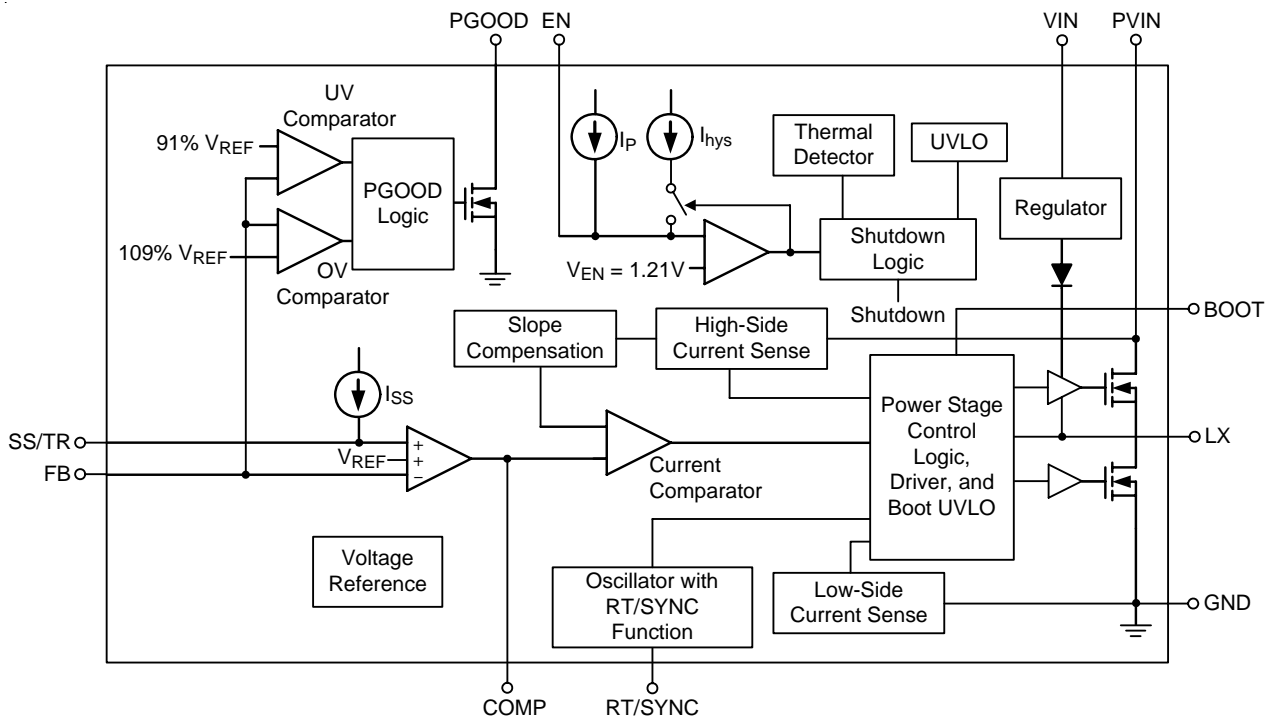 PGOOD
EN
VIN
PVIN
UV
Comparator
91% VREF
109% VREF
OV
Comparator
PGOOD
Logic
IP
Ihys
Thermal
Detector
UVLO
Regulator
VEN = 1.21V
Shutdown
Logic
Shutdown
BOOT
Slope
Compensation
High-Side
Current Sense
ISS
SS/TR
FB
VREF
+
+
−
Current
Comparator
Power Stage
Control
Logic,
Driver, and
Boot UVLO
LX
Voltage
Reference
Oscillator with
RT/SYNC
Function
Low-Side
Current Sense
GND
COMP
RT/SYNC